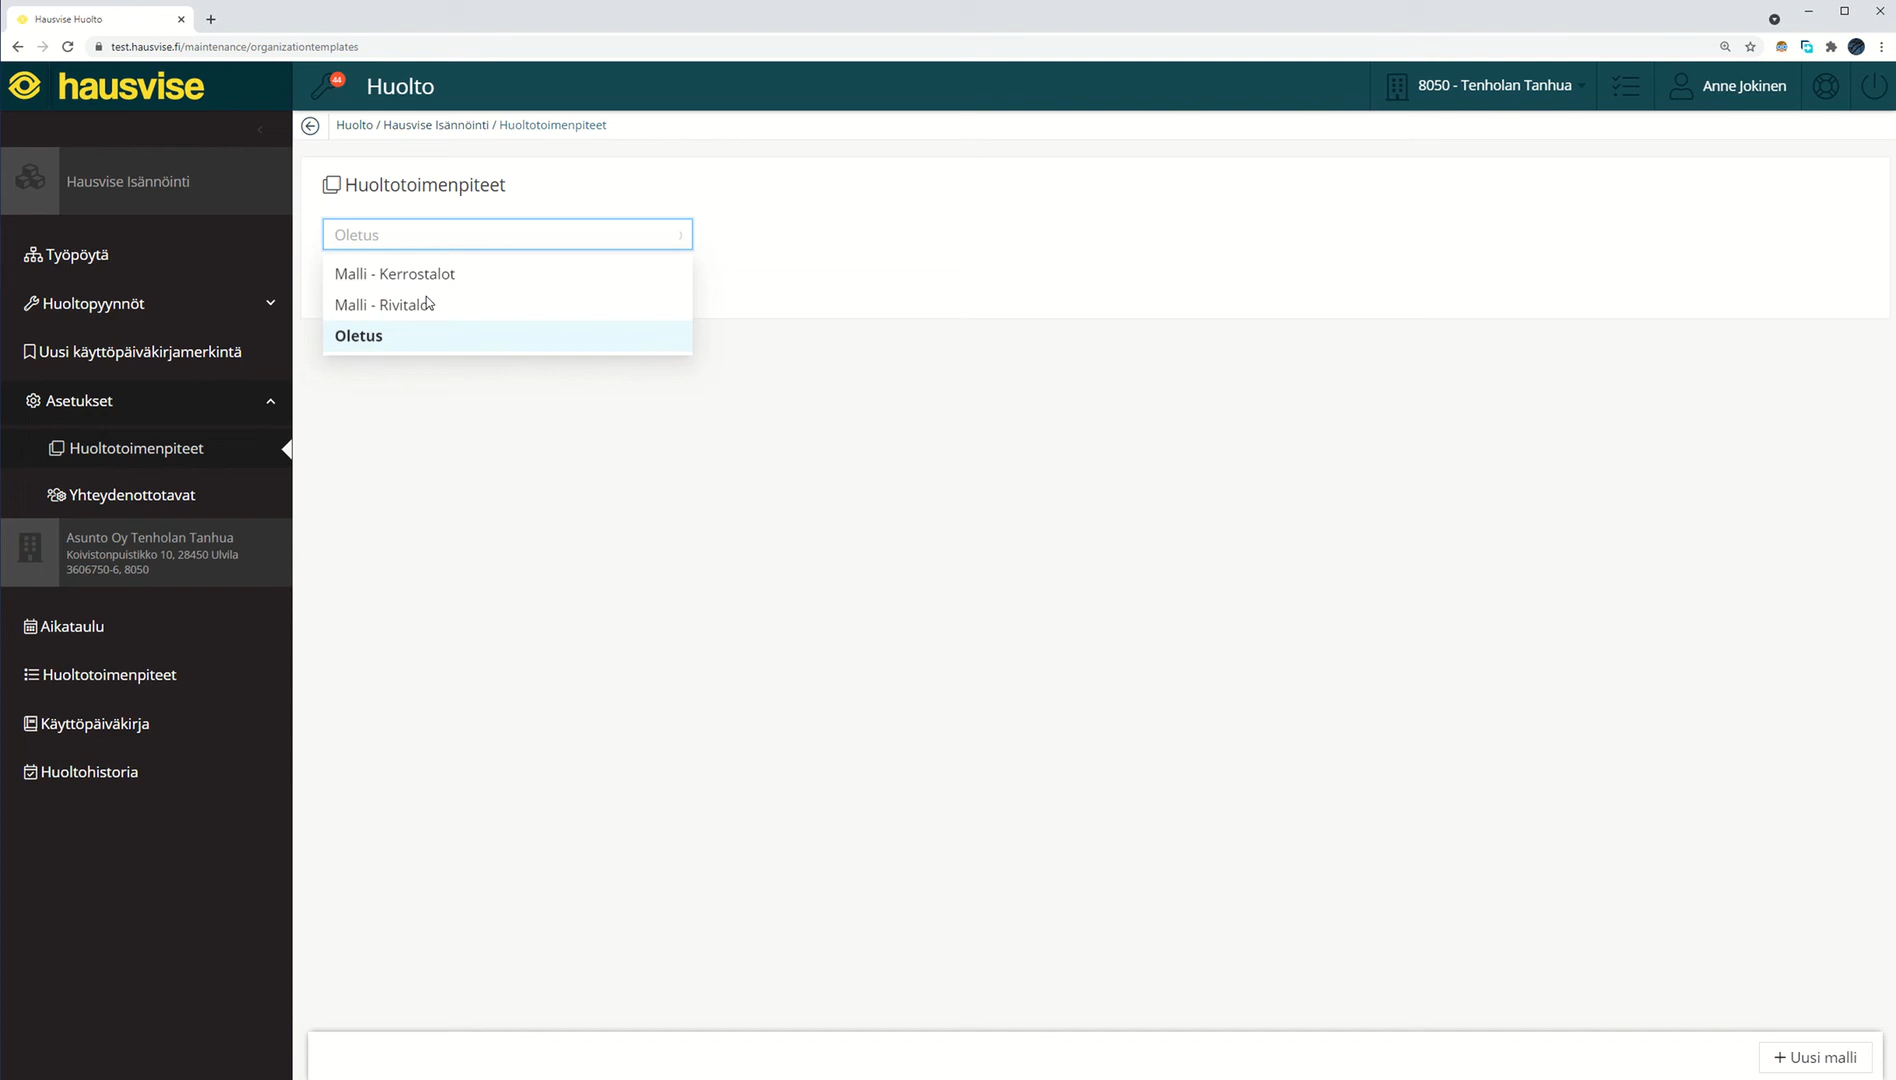 Hausvise Huolto
test.hausvise.fi/maintenance/organizationtemplates
hausvise
44
Huolto
8050 - Tenholan Tanhua
Anne Jokinen
Huolto / Hausvise Isännöinti / Huoltotoimenpiteet
Hausvise Isännöinti
Työpöytä
Huoltopyynnöt
Uusi käyttöpäiväkirjamerkintä
Asetukset
Huoltotoimenpiteet
Yhteydenottotavat
Asunto Oy Tenholan Tanhua
Koivistonpuistikko 10, 28450 Ulvila
3606750-6, 8050
Aikataulu
Huoltotoimenpiteet
Käyttöpäiväkirja
Huoltohistoria
Huoltotoimenpiteet
Oletus
Malli - Kerrostalot
Malli - Rivitalo
Oletus
+ Uusi malli